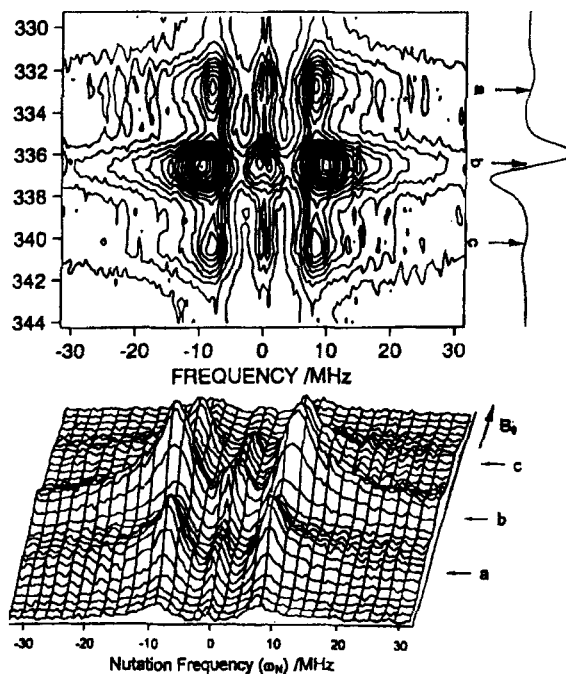 330
332
334
336
338
340
342
344
a
b
c
-30 -20 -10 0 10 20 30
FREQUENCY /MHz
B₀
c
b
a
-30 -20 -10 0 10 20 30
Nutation Frequency (ωN) /MHz